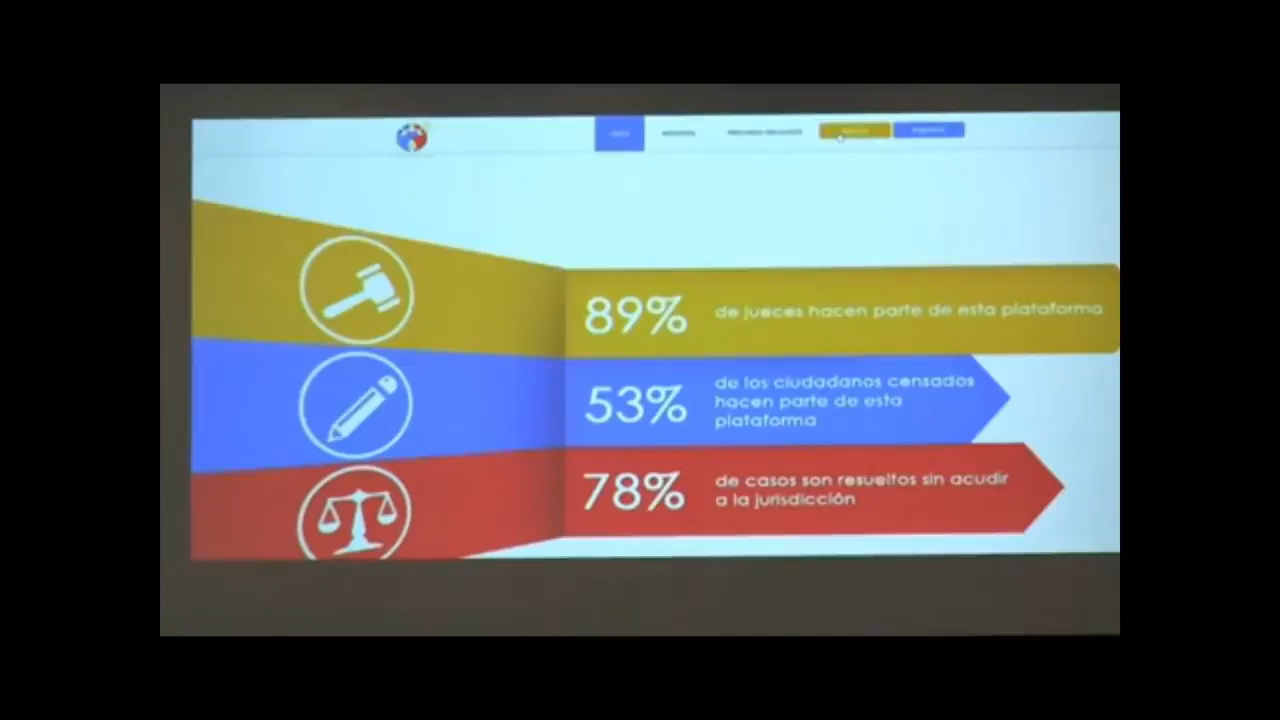 89%
de jueces hacen parte de esta plataforma
53%
de los ciudadanos censados
hacen parte de esta
plataforma
78%
de casos son resueltos sin acudir
a la jurisdicción